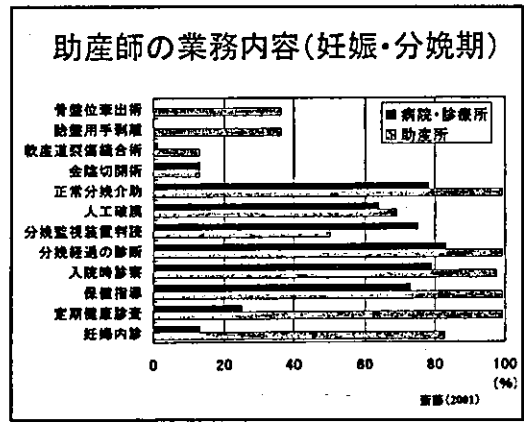 助産師の業務内容(妊娠・分娩期)
■病院・診療所
助産所
骨盤位牽出術
胎盤用手剥離
軟産道裂傷縫合術
会陰切開術
正常分娩介助
人工破膜
分娩監視装置判読
分娩経過の診断
入院時診察
保健指導
定期健康診査
妊婦内診
0 20 40 60 80 100
(%)
齋藤(2001)